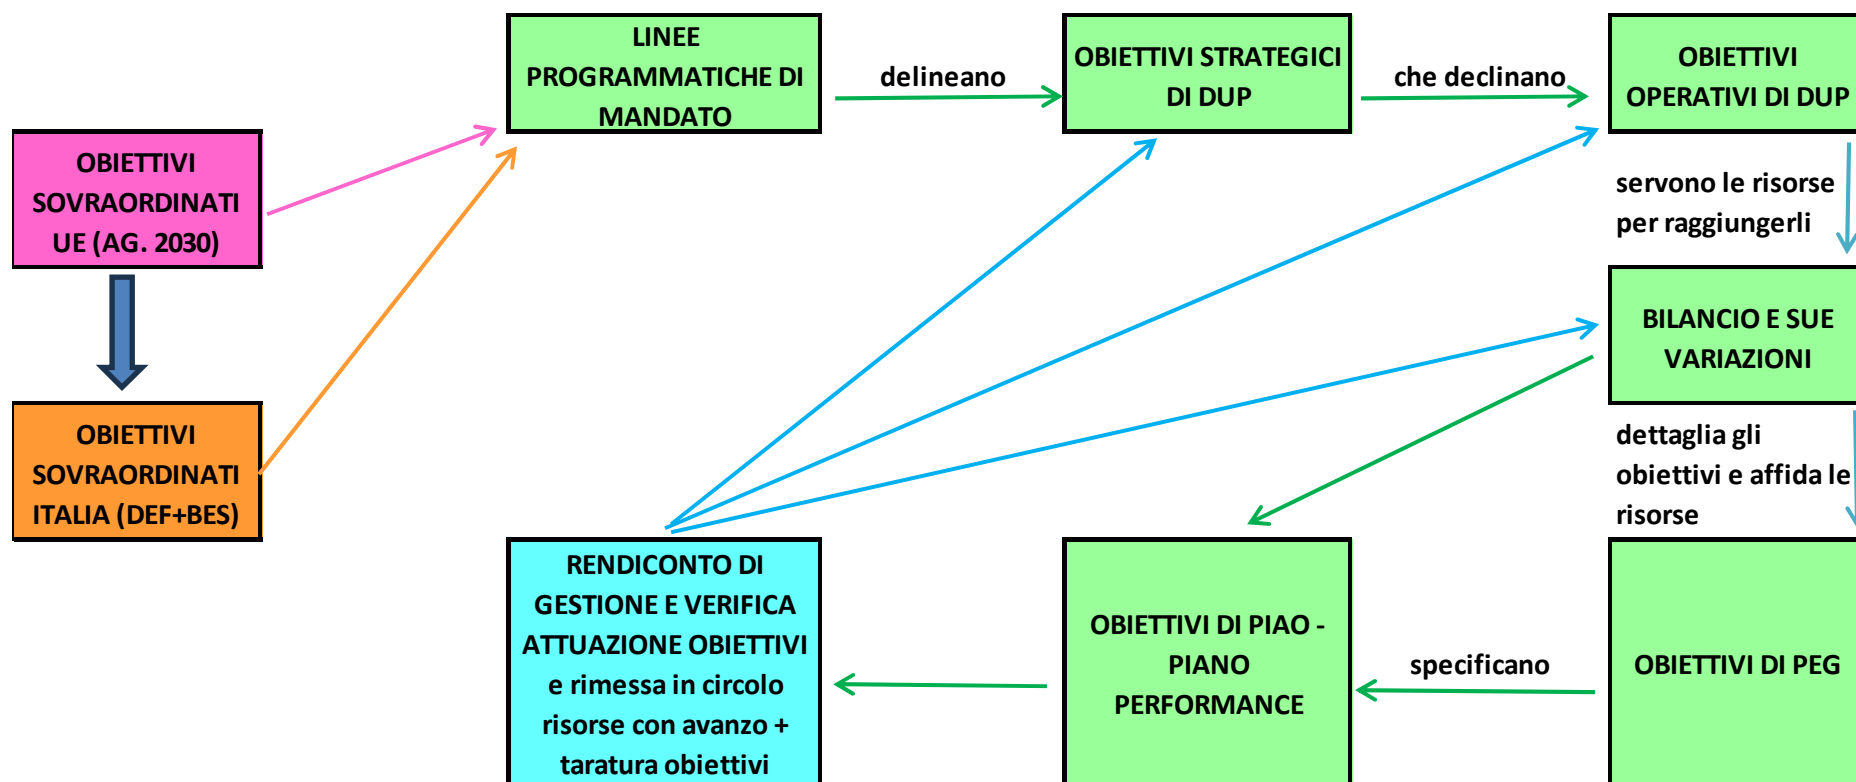 LINEE
PROGRAMMATICHE DI
MANDATO
delineano
OBIETTIVI STRATEGICI
DI DUP
che declinano
OBIETTIVI
OPERATIVI DI DUP
OBIETTIVI
SOVRAORDINATI
UE (AG. 2030)
servono le risorse
per raggiungerli
BILANCIO E SUE
VARIAZIONI
OBIETTIVI
SOVRAORDINATI
ITALIA (DEF+BES)
dettaglia gli
obiettivi e affida le
risorse
RENDICONTO DI
GESTIONE E VERIFICA
ATTUAZIONE OBIETTIVI
e rimessa in circolo
risorse con avanzo +
taratura obiettivi
OBIETTIVI DI PIAO -
PIANO
PERFORMANCE
specificano
OBIETTIVI DI PEG